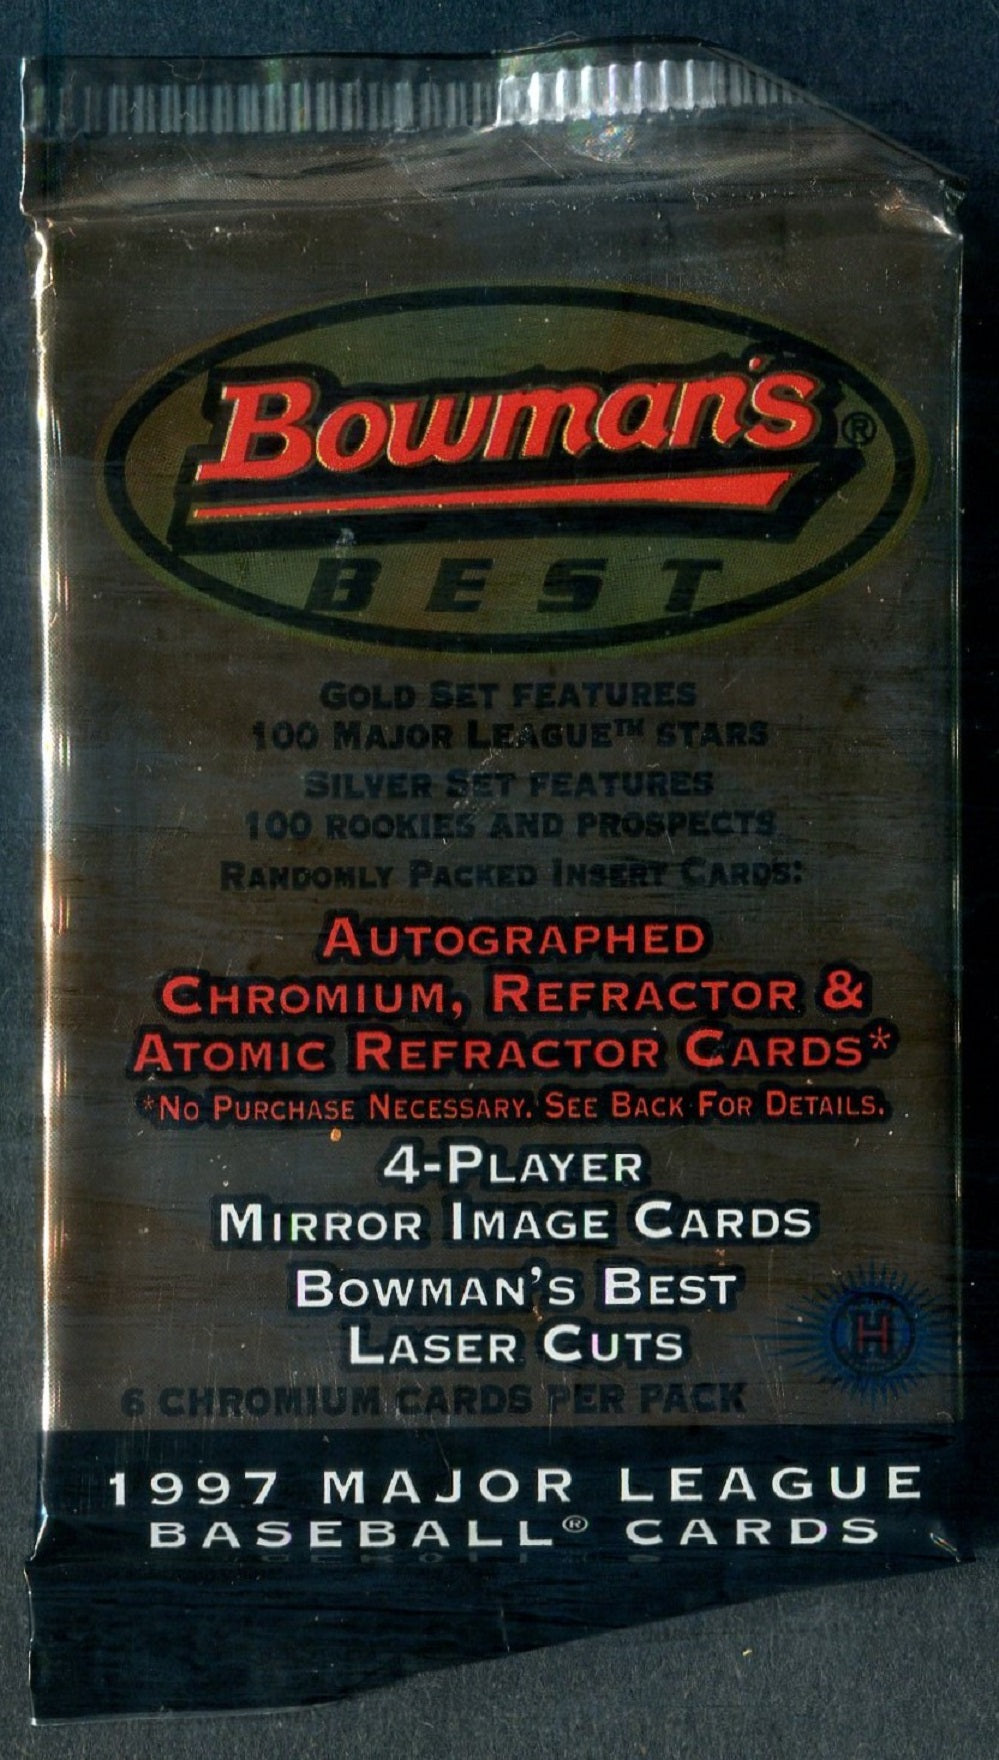 Bowman's®
BEST
GOLD SET FEATURES
100 MAJOR LEAGUE™ STARS
SILVER SET FEATURES
100 ROOKIES AND PROSPECTS
RANDOMLY PACKED INSERT CARDS:
AUTOGRAPHED
CHROMIUM, REFRACTOR &
ATOMIC REFRACTOR CARDS*
*NO PURCHASE NECESSARY. SEE BACK FOR DETAILS.
4-PLAYER
MIRROR IMAGE CARDS
BOWMAN'S BEST
LASER CUTS
H
6 CHROMIUM CARDS PER PACK
1997 MAJOR LEAGUE
BASEBALL® CARDS